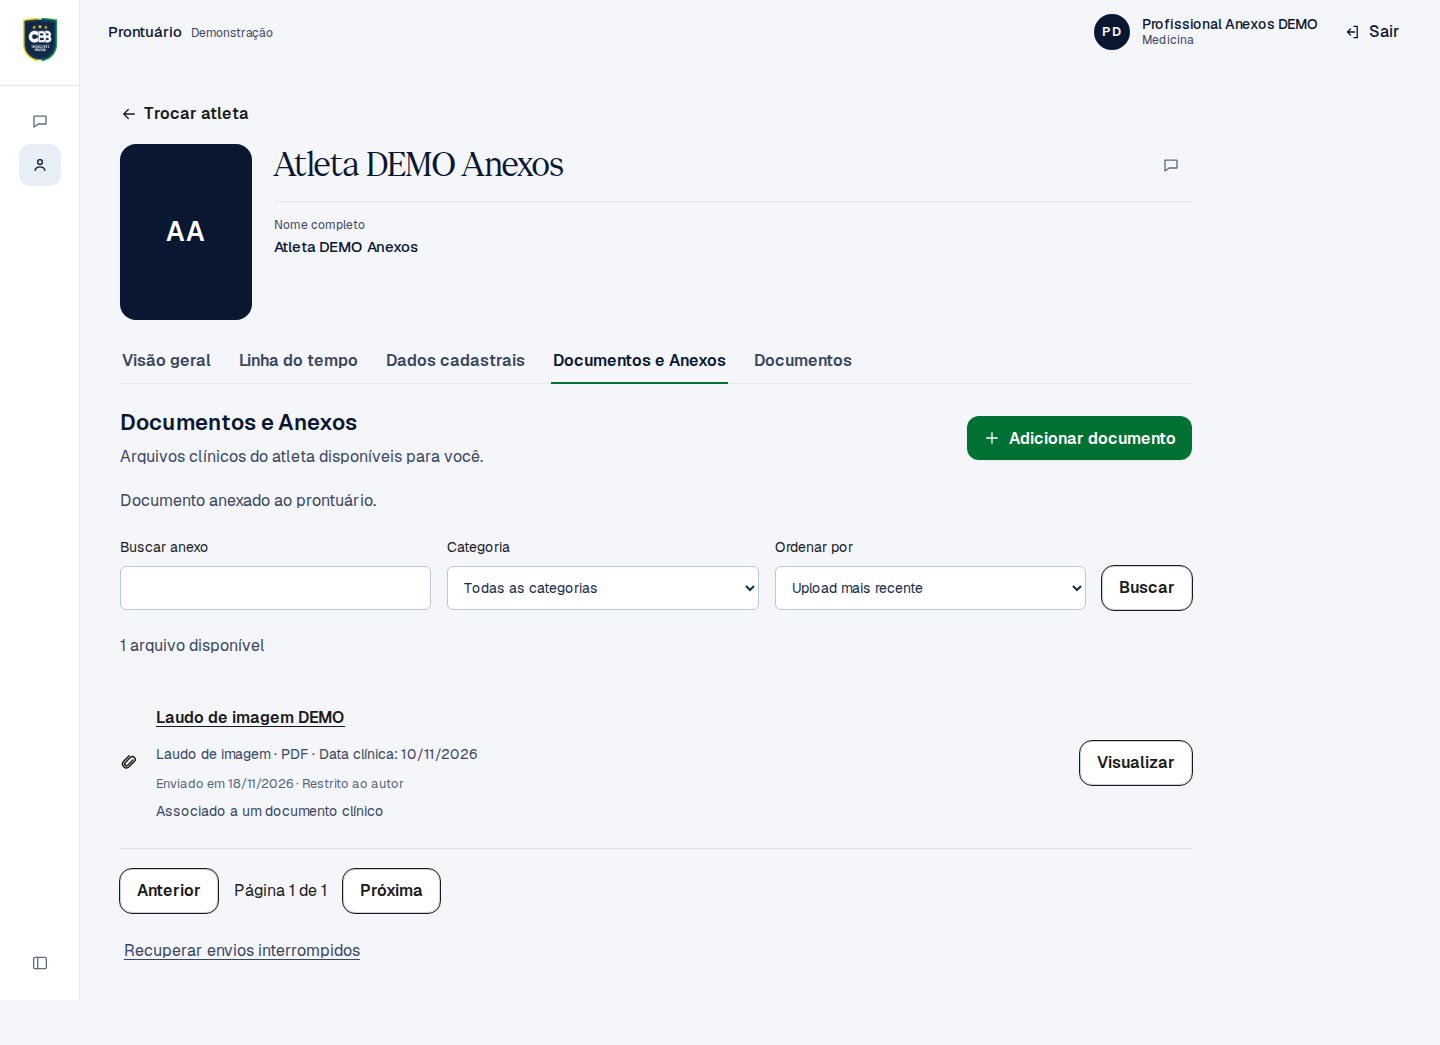 CBB
Prontuário Demonstração
PD
Profissional Anexos DEMO
Medicina
Sair
Trocar atleta
AA
Atleta DEMO Anexos
Nome completo
Atleta DEMO Anexos
Visão geral
Linha do tempo
Dados cadastrais
Documentos e Anexos
Documentos
Documentos e Anexos
Adicionar documento
Arquivos clínicos do atleta disponíveis para você.
Documento anexado ao prontuário.
Buscar anexo
Categoria
Ordenar por
Todas as categorias
Upload mais recente
Buscar
1 arquivo disponível
Laudo de imagem DEMO
Laudo de imagem · PDF · Data clínica: 10/11/2026
Enviado em 18/11/2026 · Restrito ao autor
Associado a um documento clínico
Visualizar
Anterior
Página 1 de 1
Próxima
Recuperar envios interrompidos